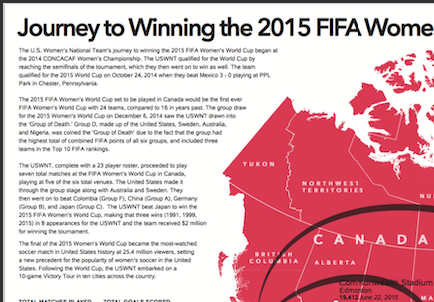 Journey to Winning the 2015 FIFA Wome
The U.S. Women's National Team's journey to winning the 2015 FIFA Women's World Cup began at
the 2014 CONCACAF Women's Championship. The USWNT qualified for the World Cup by
reaching the semifinals of the tournament, which they then went on to win as well. The team
qualified for the 2015 World Cup on October 24, 2014 when they beat Mexico 3 - 0 playing at PPL
Park in Chester, Pennsylvania.
The 2015 FIFA Women's World Cup set to be played in Canada would be the first ever
FIFA Women's World Cup with 24 teams, compared to 16 in years past. The group draw
for the 2015 Women's World Cup on December 6, 2014 saw the USWNT drawn into
the 'Group of Death.' Group D, made up of the United States, Sweden, Australia,
and Nigeria, was coined the 'Group of Death' due to the fact that the group had
the highest total of combined FIFA points of all six groups, and included three
teams in the Top 10 FIFA rankings.
The USWNT, complete with a 23 player roster, proceeded to play
seven total matches at the FIFA Women's World Cup in Canada,
playing at five of the six total venues. The United States made it
through the group stage along with Australia and Sweden. They
then went on to beat Colombia (Group F), China (Group A), Germany
(Group B), and Japan (Group C). The USWNT beat Japan to win the
2015 FIFA Women's World Cup, making that three wins (1991, 1999,
2015) in 8 appearances for the USWNT and the team received $2 million
for winning the tournament.
The final of the 2015 Women's World Cup became the most-watched
soccer match in United States history at 25.4 million viewers, setting
a new precedent for the popularity of women's soccer in the United
States. Following the World Cup, the USWNT embarked on a
10-game Victory Tour in ten cities across the country.
YUKON
NORTHWEST
TERRITORIES
NUN
CANADA
BRITISH
COLUMBIA
ALBERTA
Commonwealth Stadium
Edmonton
19,412 June 22, 2015
TOTAL MATCHES PLAYED TOTAL GOALS SCORED